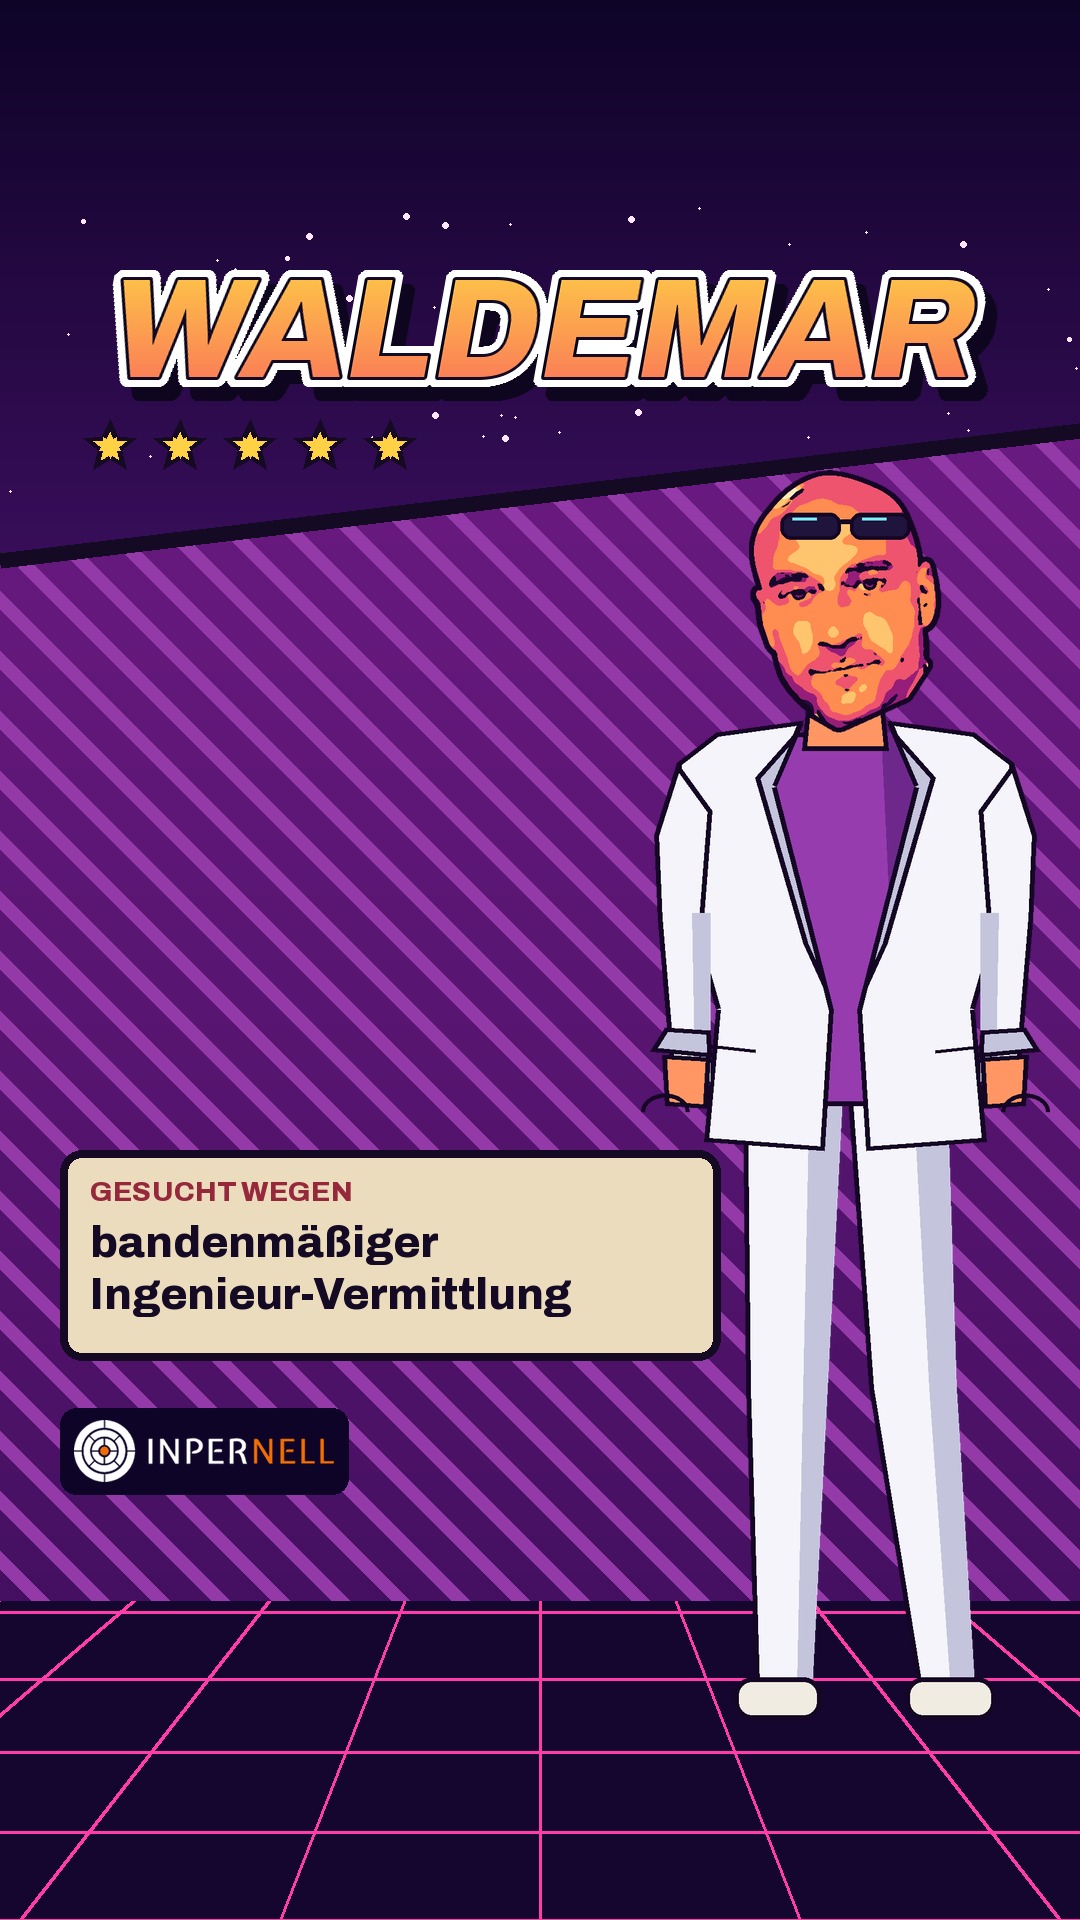 WALDEMAR
GESUCHT WEGEN
bandenmäßiger
Ingenieur-Vermittlung
INPERNELL